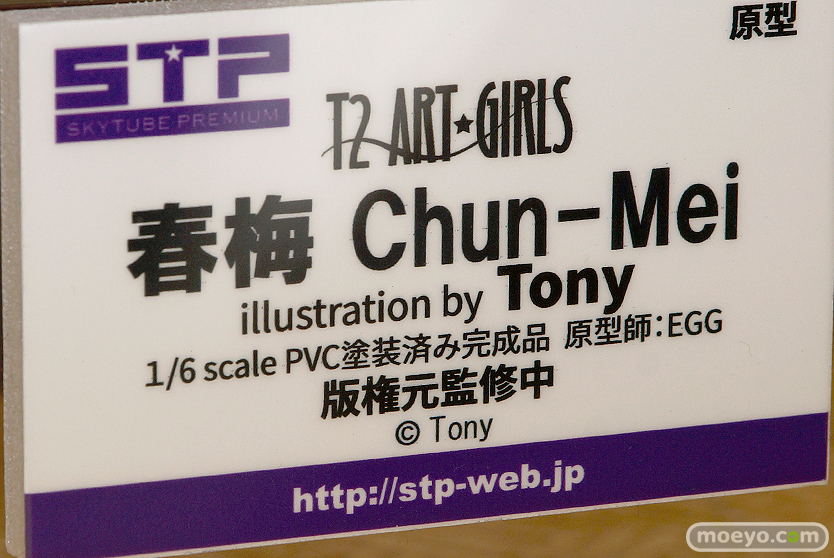 原型
STP
SKYTUBE PREMIUM
T2 ART★GIRLS
春梅 Chun-Mei
illustration by Tony
1/6 scale PVC塗装済み完成品 原型師:EGG
版権元監修中
© Tony
http://stp-web.jp
moeyo.com